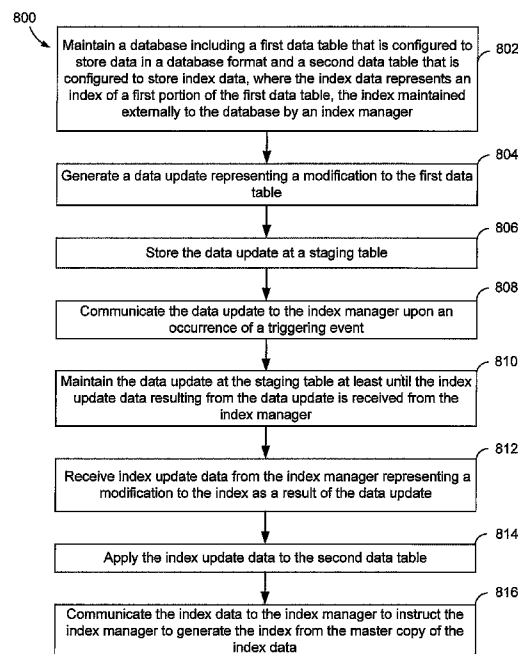 800
Maintain a database including a first data table that is configured to
store data in a database format and a second data table that is
configured to store index data, where the index data represents an
index of a first portion of the first data table, the index maintained
externally to the database by an index manager
802
Generate a data update representing a modification to the first data
table
804
Store the data update at a staging table
806
Communicate the data update to the index manager upon an
occurrence of a triggering event
808
Maintain the data update at the staging table at least until the index
update data resulting from the data update is received from the
index manager
810
Receive index update data from the index manager representing a
modification to the index as a result of the data update
812
Apply the index update data to the second data table
814
Communicate the index data to the index manager to instruct the
index manager to generate the index from the master copy of the
index data
816